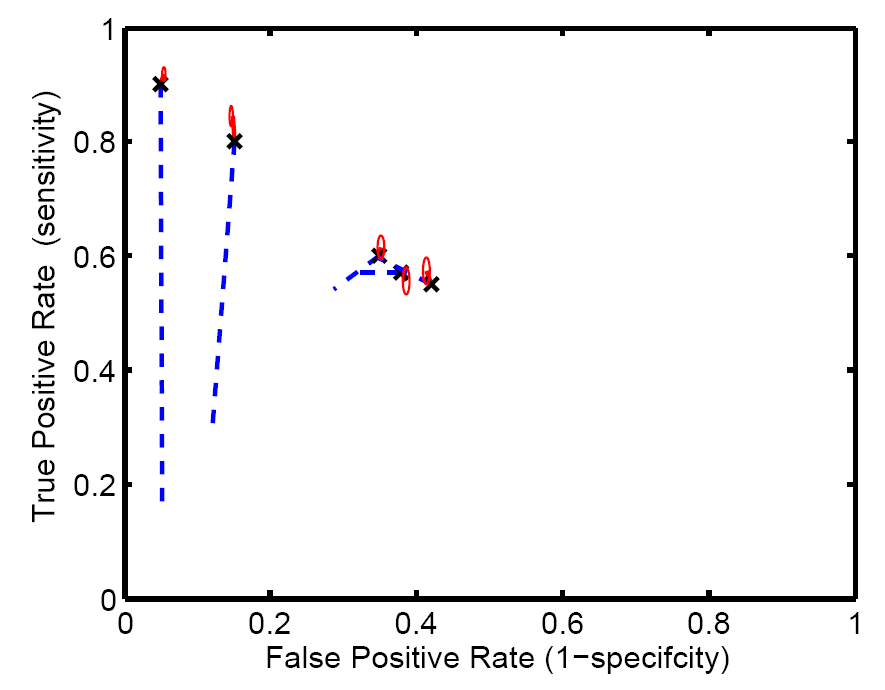 1
0.8
0.6
0.4
0.2
0
True Positive Rate (sensitivity)
0 0.2 0.4 0.6 0.8 1
False Positive Rate (1−specifcity)